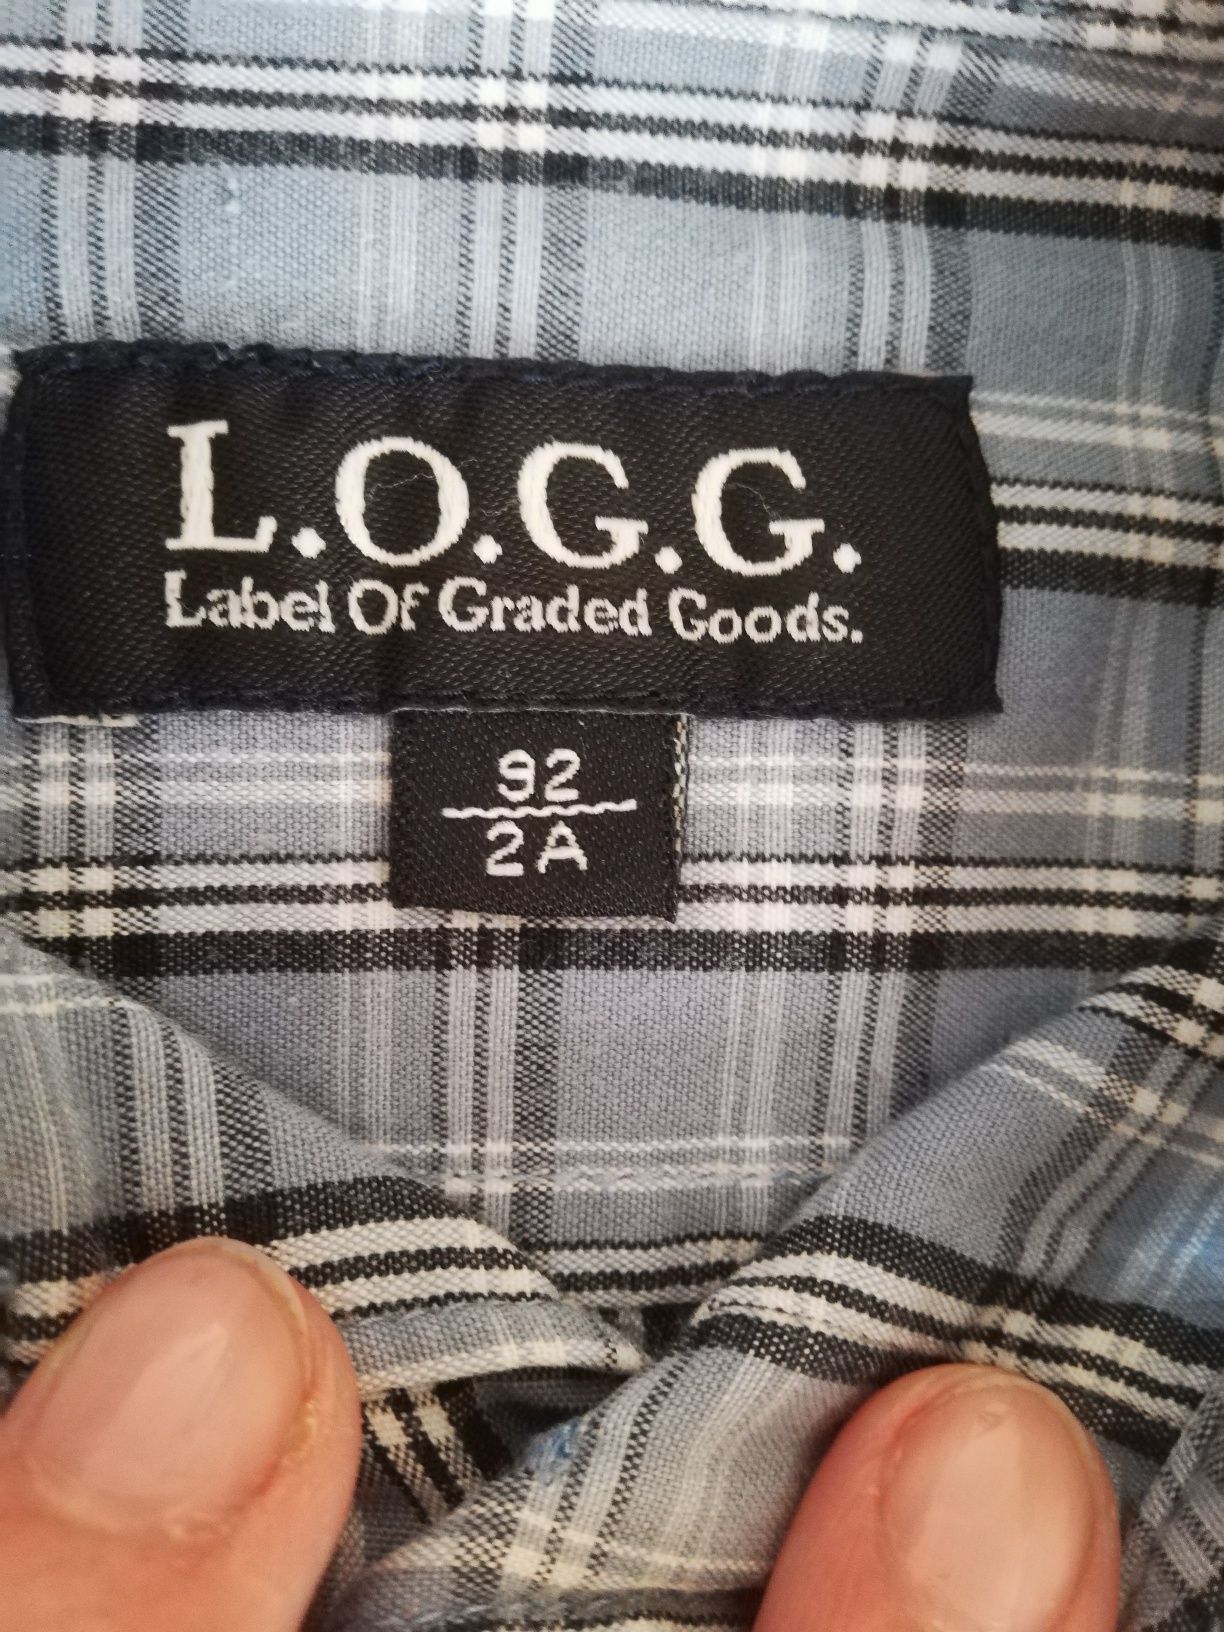 L.O.G.G.
Label Of Graded Goods.
92
2A